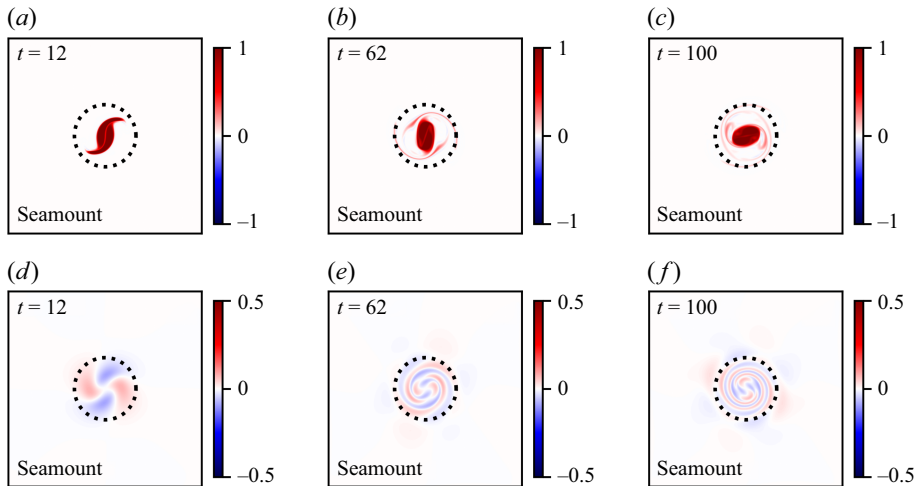 (a)
(b)
(c)
t = 12
1
0
–1
Seamount
t = 62
1
0
–1
Seamount
t = 100
1
0
–1
Seamount
(d)
(e)
(f)
t = 12
0.5
0
–0.5
Seamount
t = 62
0.5
0
–0.5
Seamount
t = 100
0.5
0
–0.5
Seamount